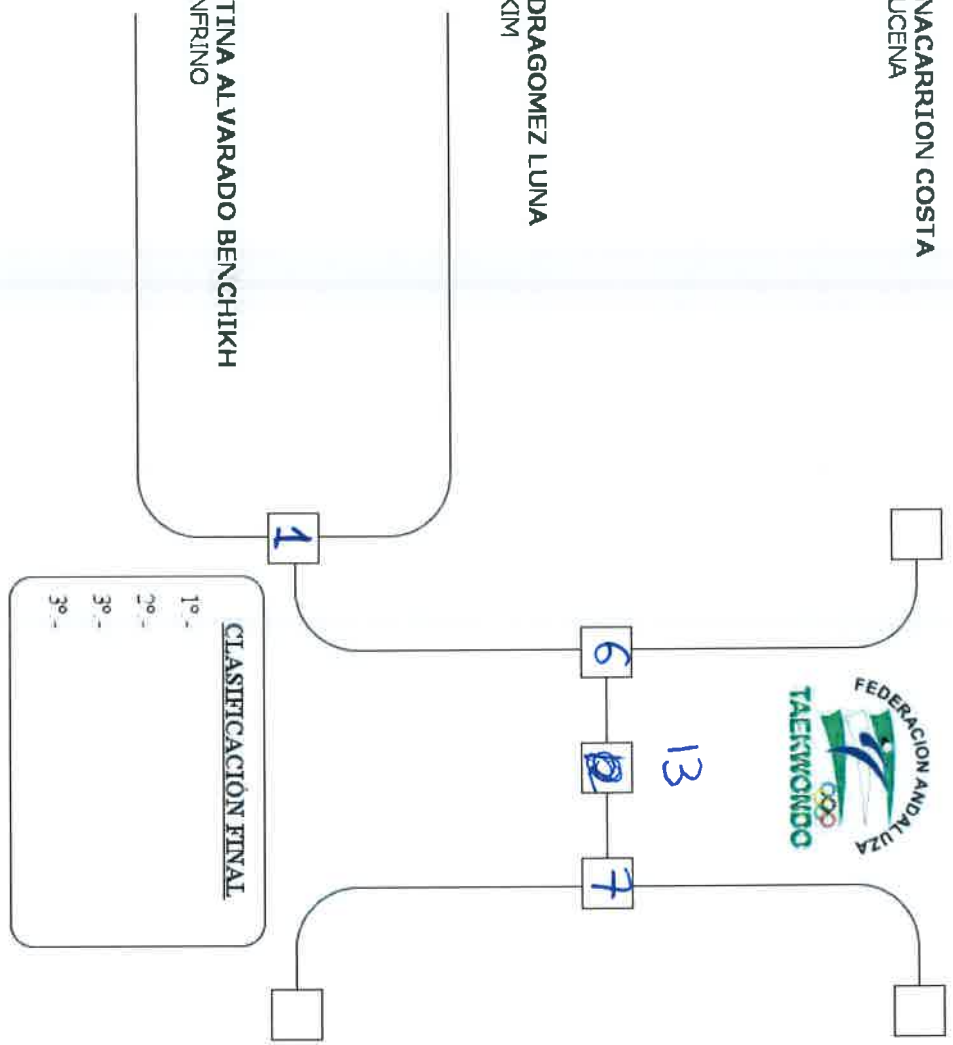 NACARRION COSTA
UCENA
DRAGOMEZ LUNA
KIM
TINA ALVARADO BENCHIKH
NFRINO
1
6
13
7
FEDERACION ANDALUZA
TAEKWONDO
CLASIFICACIÓN FINAL
1º.-
2º.-
3º.-
3º.-